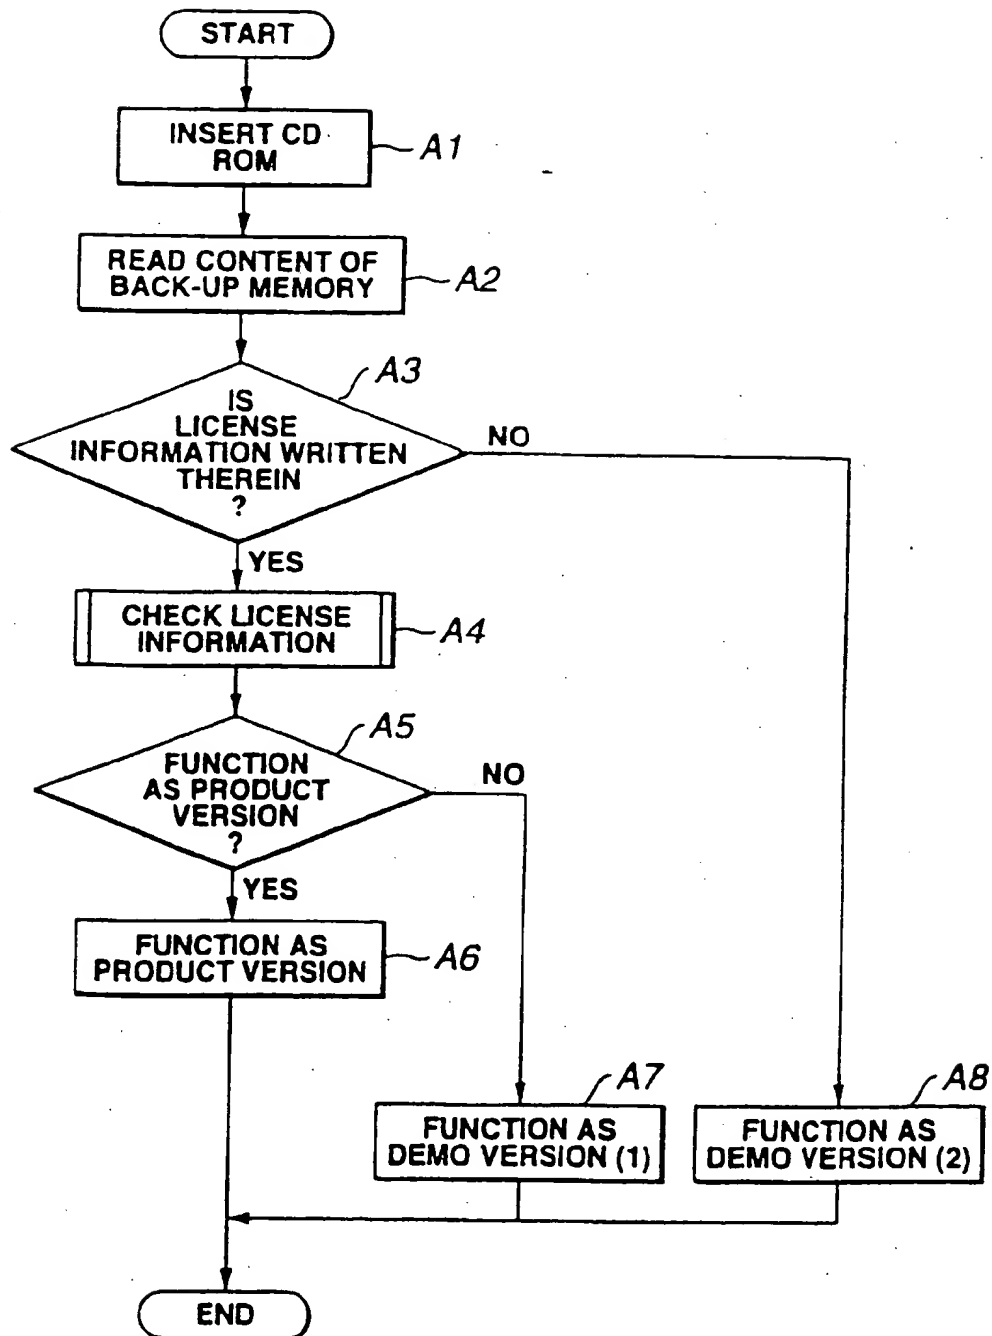 START
INSERT CD
ROM
A1
READ CONTENT OF
BACK-UP MEMORY
A2
A3
IS
LICENSE
INFORMATION WRITTEN
THEREIN
?
NO
YES
CHECK LICENSE
INFORMATION
A4
A5
FUNCTION
AS PRODUCT
VERSION
?
NO
YES
FUNCTION AS
PRODUCT VERSION
A6
A7
FUNCTION AS
DEMO VERSION (1)
A8
FUNCTION AS
DEMO VERSION (2)
END